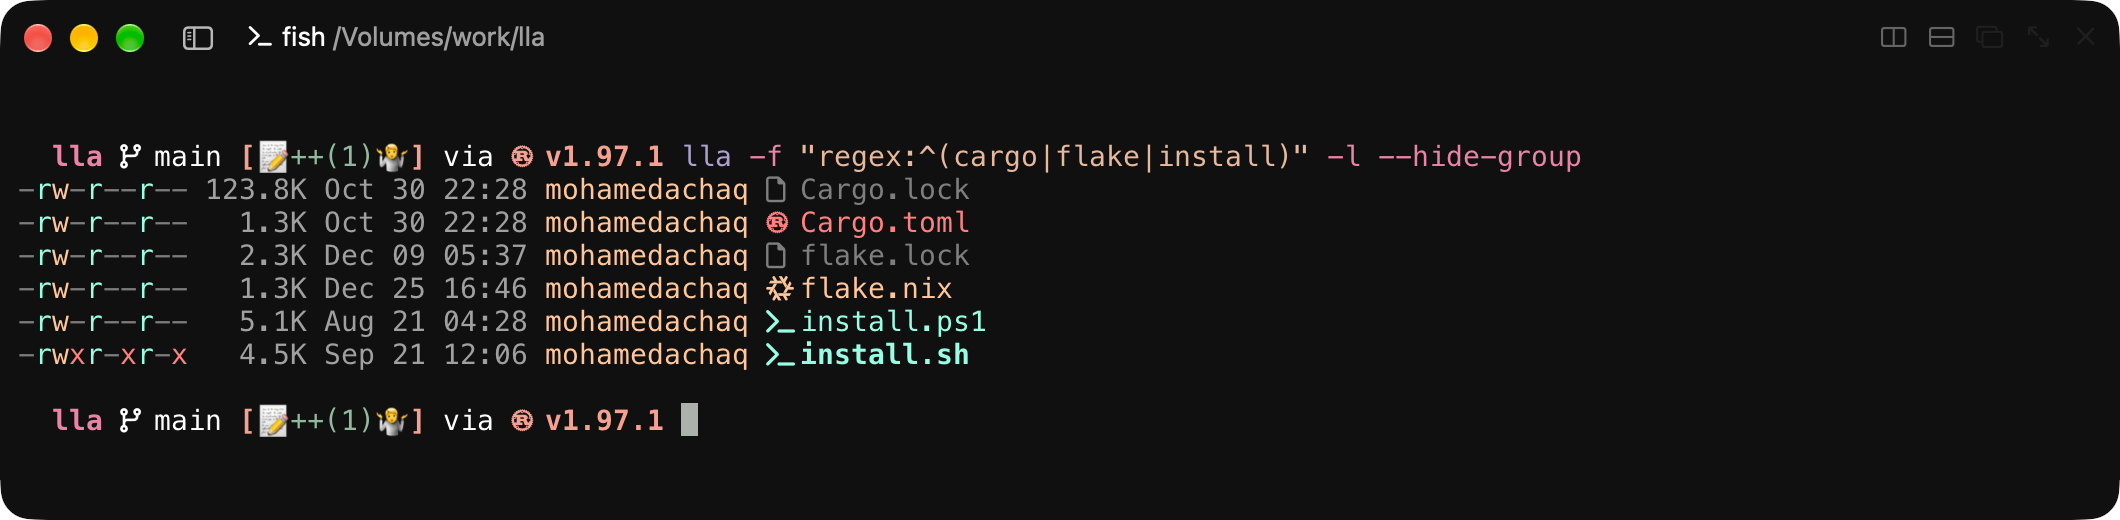 fish /Volumes/work/lla
lla main [📝++(1)🤷] via v1.97.1 lla -f "regex:^(cargo|flake|install)" -l --hide-group
-rw-r--r-- 123.8K Oct 30 22:28 mohamedachaq Cargo.lock
-rw-r--r-- 1.3K Oct 30 22:28 mohamedachaq Cargo.toml
-rw-r--r-- 2.3K Dec 09 05:37 mohamedachaq flake.lock
-rw-r--r-- 1.3K Dec 25 16:46 mohamedachaq flake.nix
-rw-r--r-- 5.1K Aug 21 04:28 mohamedachaq install.ps1
-rwxr-xr-x 4.5K Sep 21 12:06 mohamedachaq install.sh
lla main [📝++(1)🤷] via v1.97.1